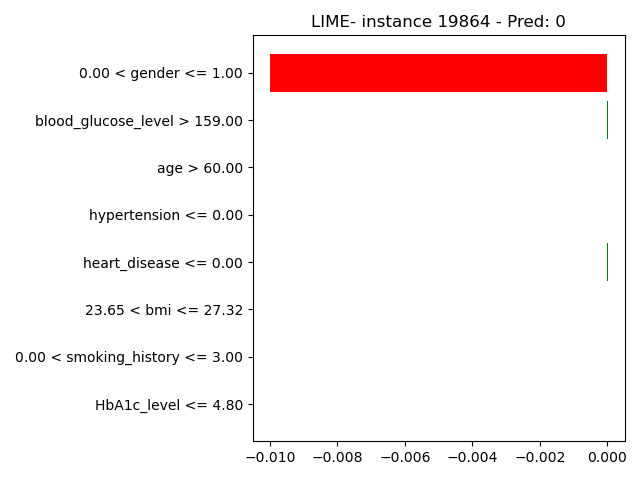 LIME- instance 19864 - Pred: 0
0.00 < gender <= 1.00
blood_glucose_level > 159.00
age > 60.00
hypertension <= 0.00
heart_disease <= 0.00
23.65 < bmi <= 27.32
0.00 < smoking_history <= 3.00
HbA1c_level <= 4.80
−0.010 −0.008 −0.006 −0.004 −0.002 0.000